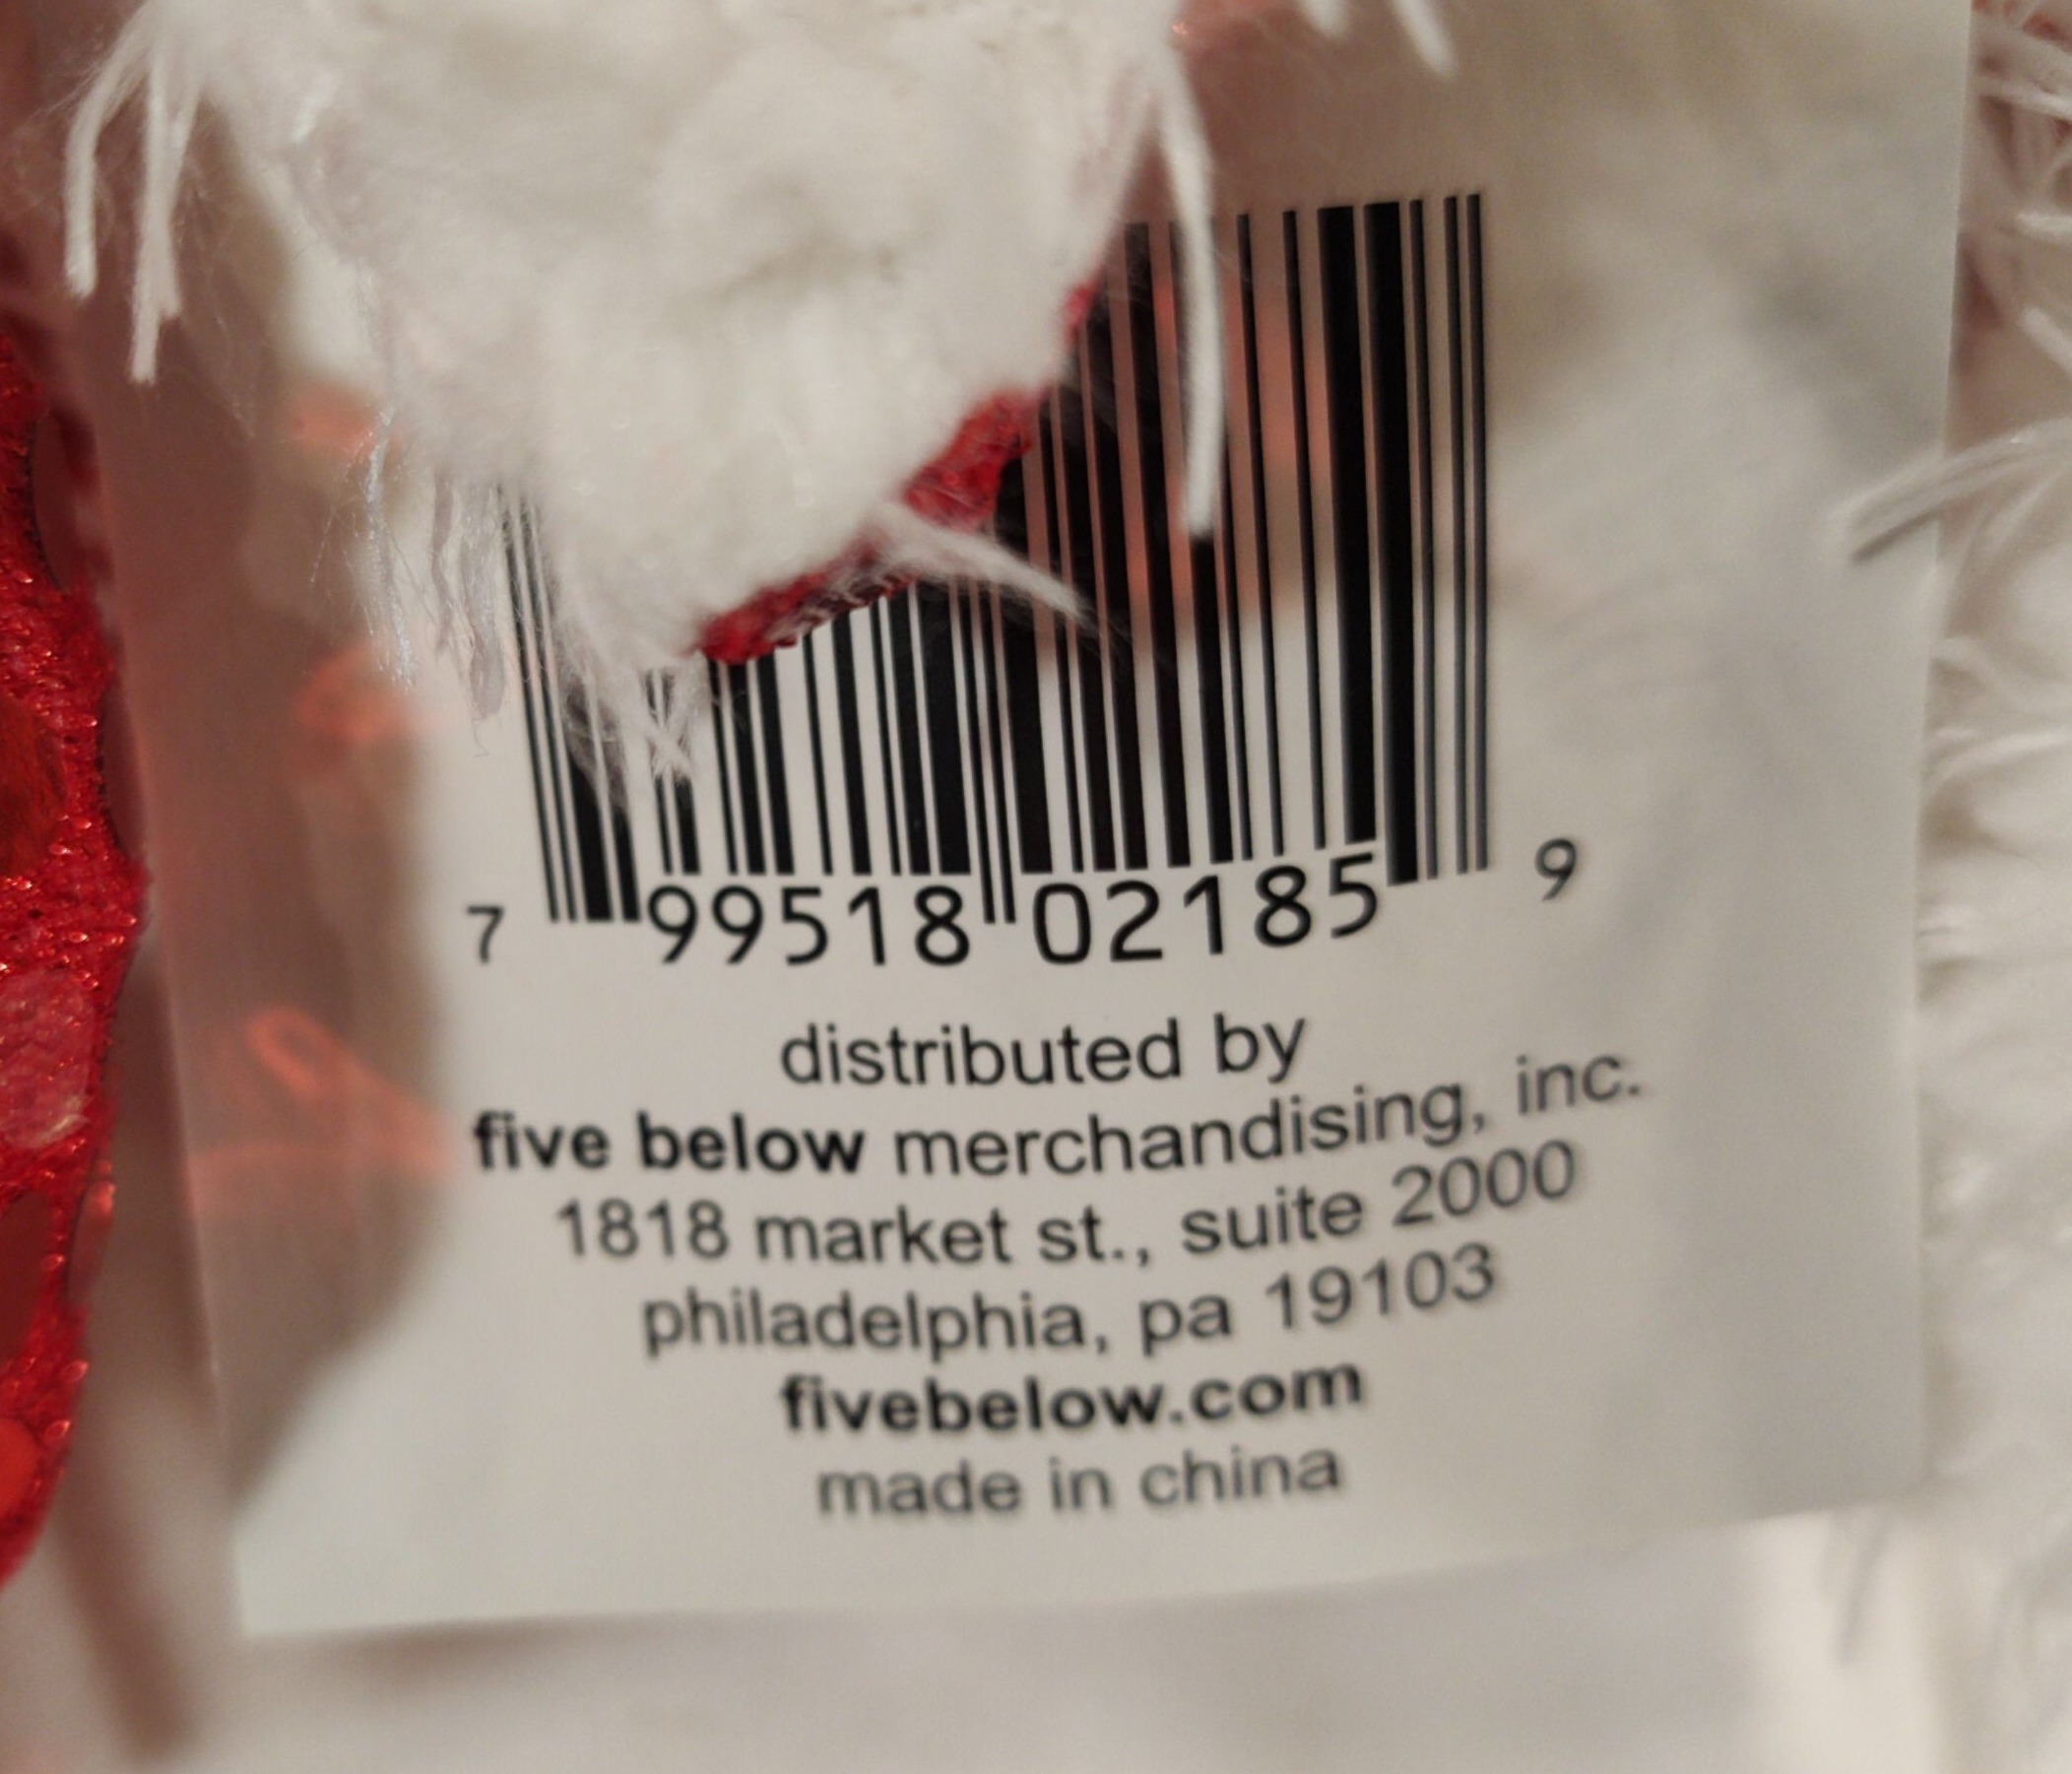 7 99518 02185 9
distributed by
five below merchandising, inc.
1818 market st., suite 2000
philadelphia, pa 19103
fivebelow.com
made in china